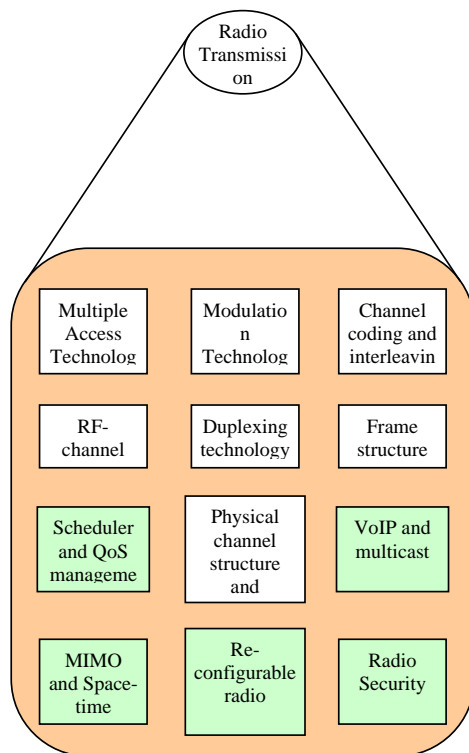 Radio
Transmissi
on
Multiple
Access
Technolog
Modulatio
n
Technolog
Channel
coding and
interleavin
RF-
channel
Duplexing
technology
Frame
structure
Scheduler
and QoS
manageme
Physical
channel
structure
and
VoIP and
multicast
MIMO
and Space-
time
Re-
configurable
radio
Radio
Security